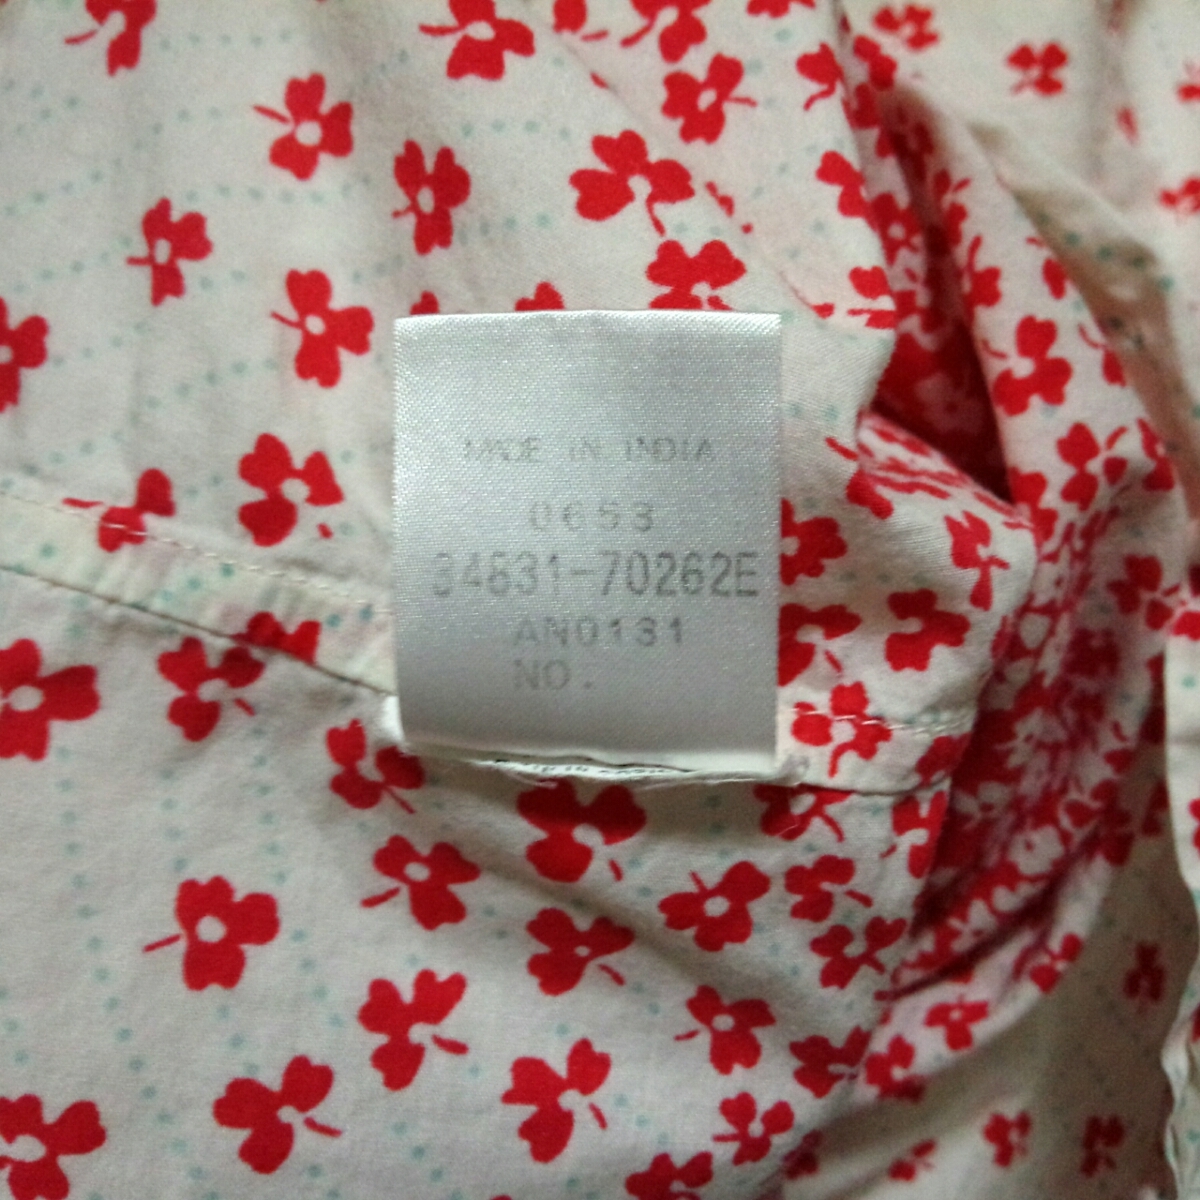 MADE IN INDIA
0653
34631-70262E
AN0131
NO.